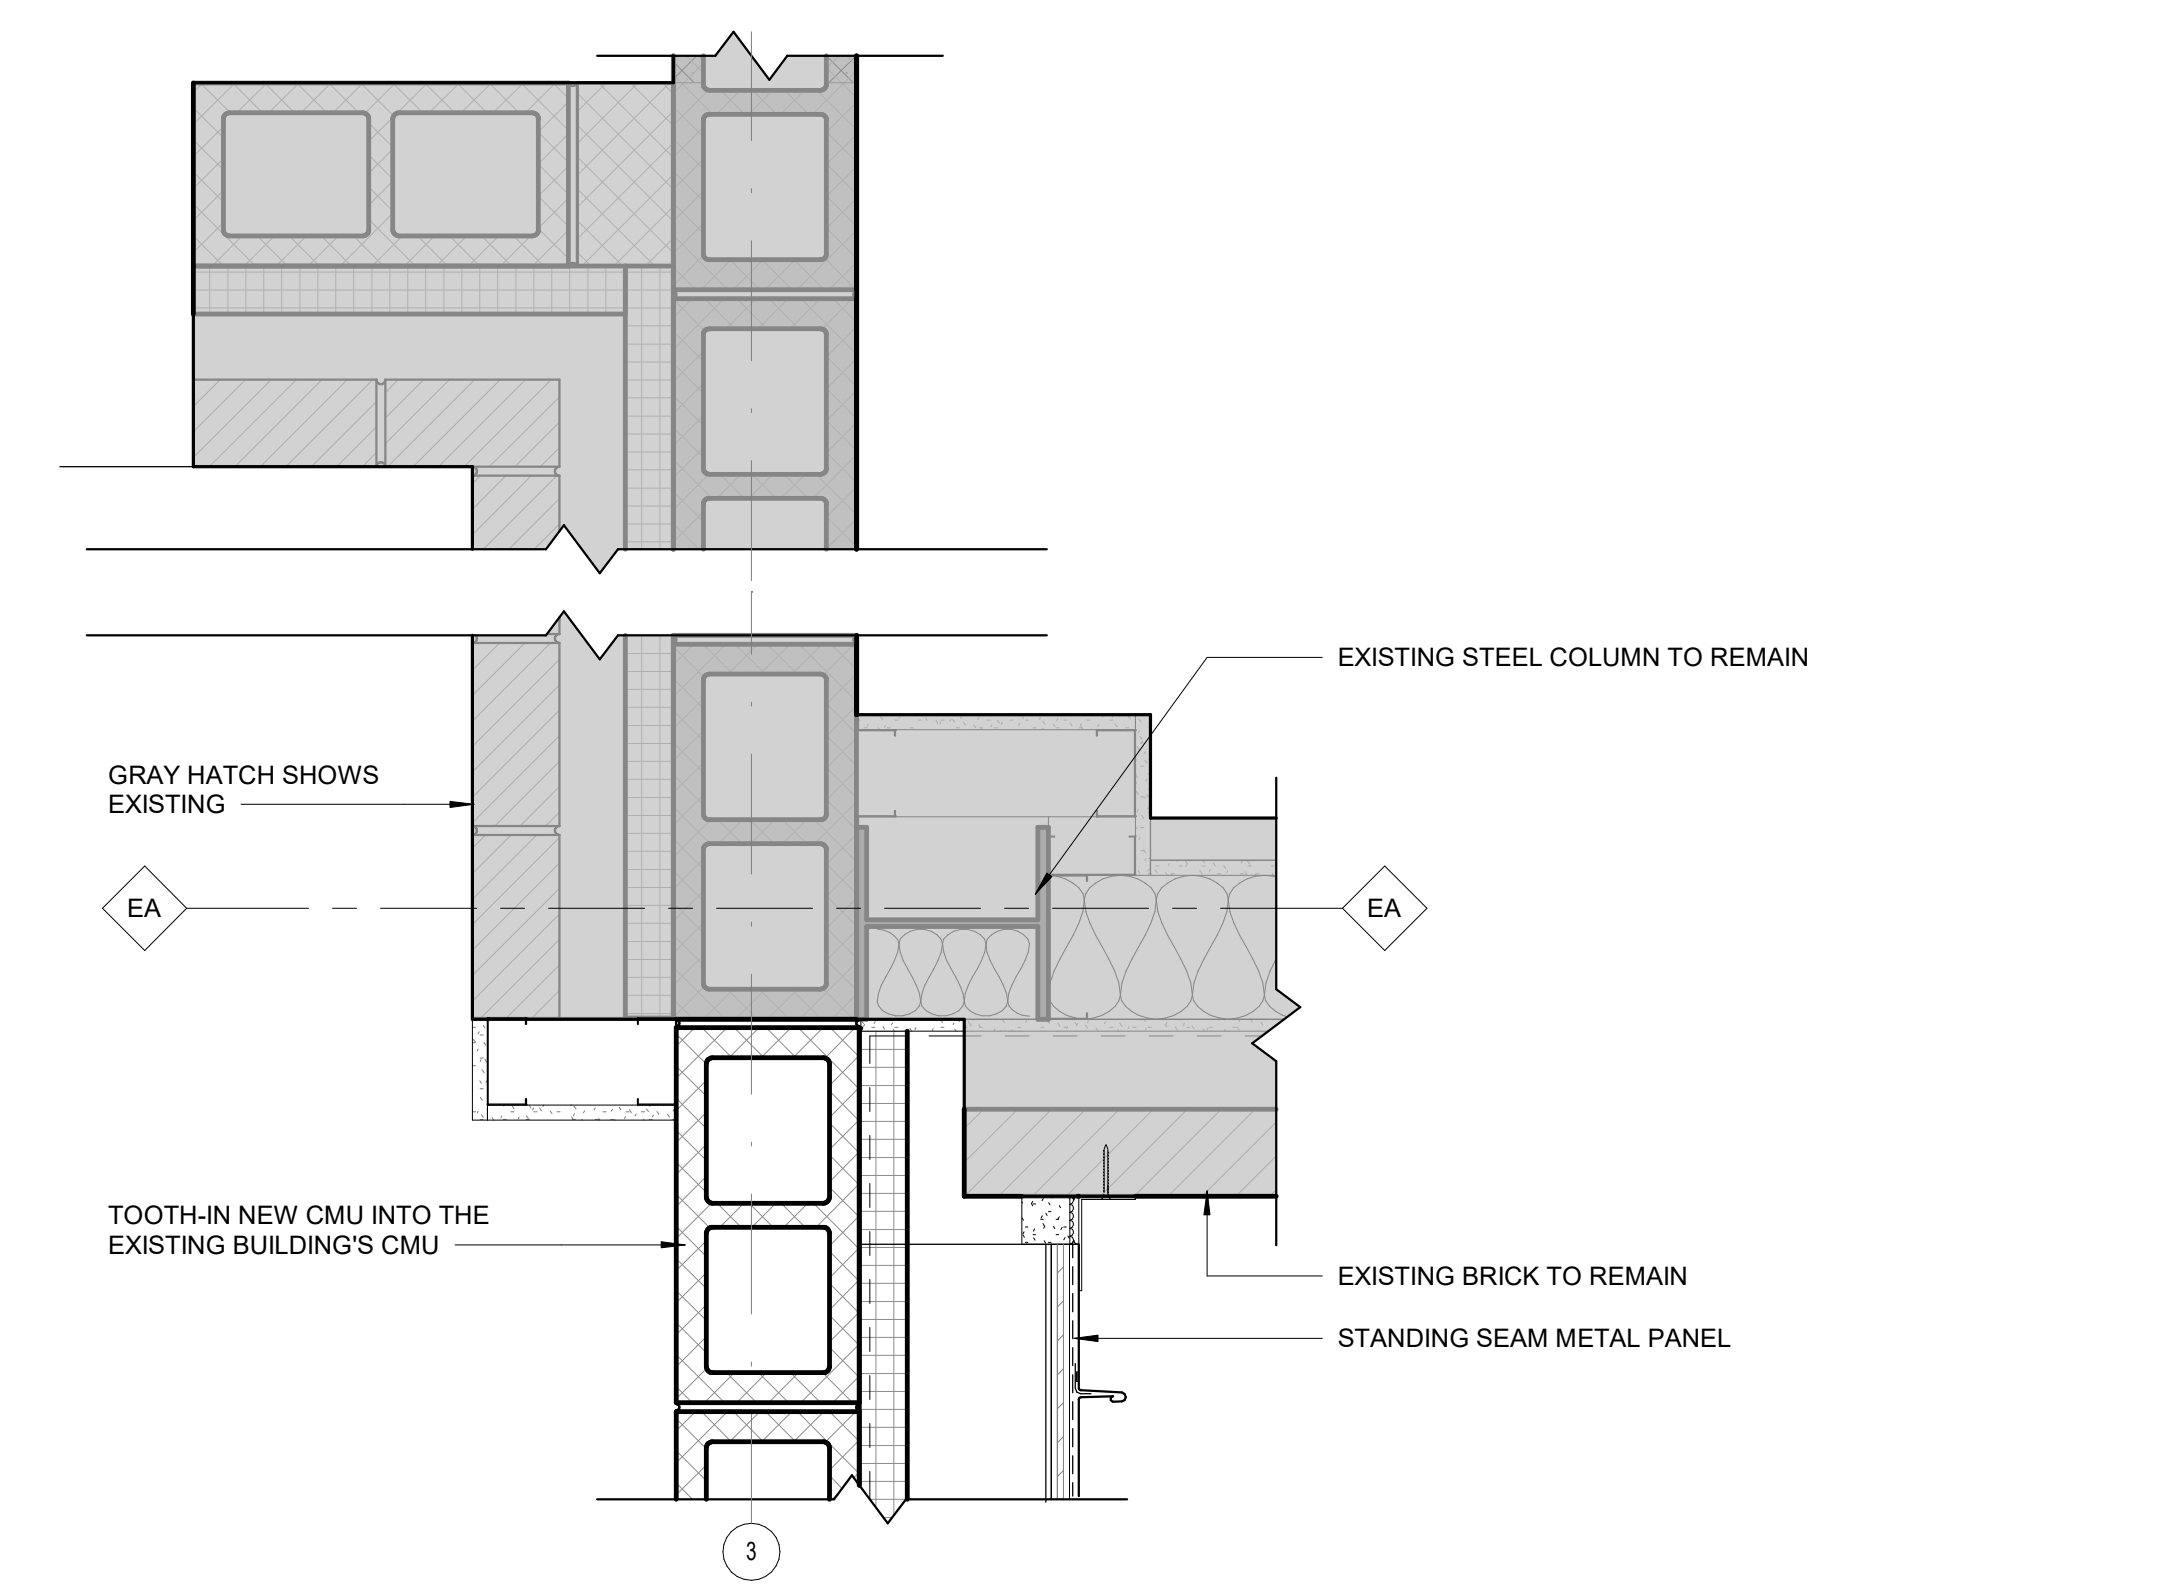 EXISTING STEEL COLUMN TO REMAIN
GRAY HATCH SHOWS
EXISTING
EA
EA
TOOTH-IN NEW CMU INTO THE
EXISTING BUILDING'S CMU
EXISTING BRICK TO REMAIN
STANDING SEAM METAL PANEL
3